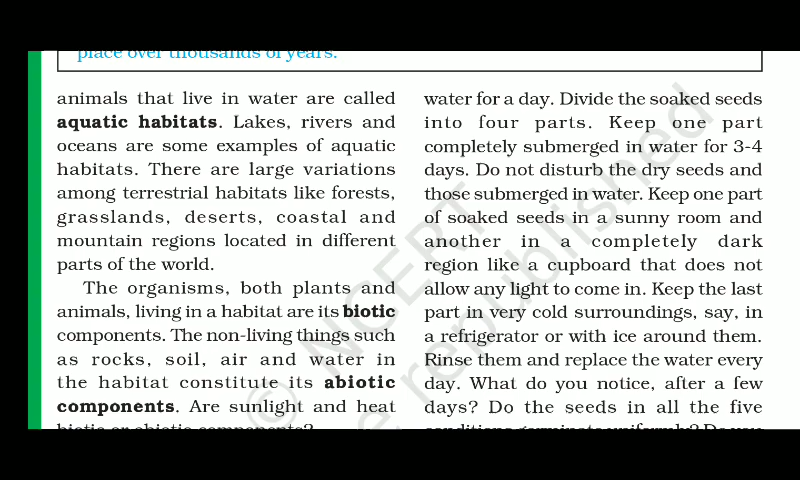 place over thousands of years.
animals that live in water are called
aquatic habitats. Lakes, rivers and
oceans are some examples of aquatic
habitats. There are large variations
among terrestrial habitats like forests,
grasslands, deserts, coastal and
mountain regions located in different
parts of the world.
The organisms, both plants and
animals, living in a habitat are its biotic
components. The non-living things such
as rocks, soil, air and water in
the habitat constitute its abiotic
components. Are sunlight and heat
biotic or abiotic components?
water for a day. Divide the soaked seeds
into four parts. Keep one part
completely submerged in water for 3-4
days. Do not disturb the dry seeds and
those submerged in water. Keep one part
of soaked seeds in a sunny room and
another in a completely dark
region like a cupboard that does not
allow any light to come in. Keep the last
part in very cold surroundings, say, in
a refrigerator or with ice around them.
Rinse them and replace the water every
day. What do you notice, after a few
days? Do the seeds in all the five
conditions germinate uniformly? Do you
© NCERT
e republished